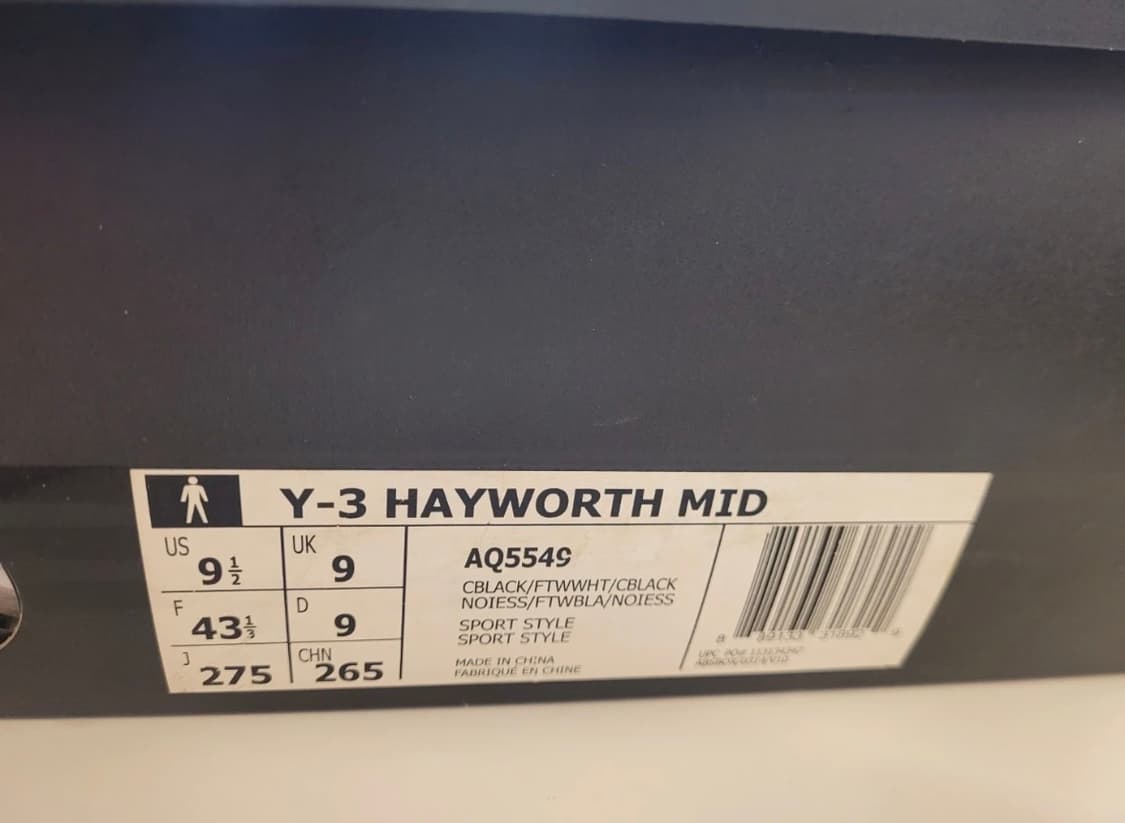 Y-3 HAYWORTH MID
US 9½
UK 9
F 43⅓
D 9
J 275
CHN 265
AQ5549
CBLACK/FTWWHT/CBLACK
NOIESS/FTWBLA/NOIESS
SPORT STYLE
SPORT STYLE
MADE IN CHINA
FABRIQUÉ EN CHINE